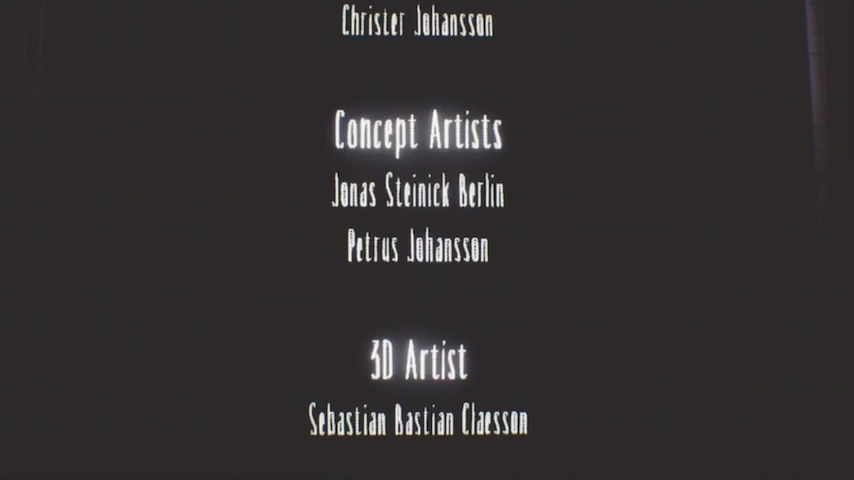 Christer Johansson
Concept Artists
Jonas Steinick Berlin
Petrus Johansson
3D Artist
Sebastian Bastian Claesson